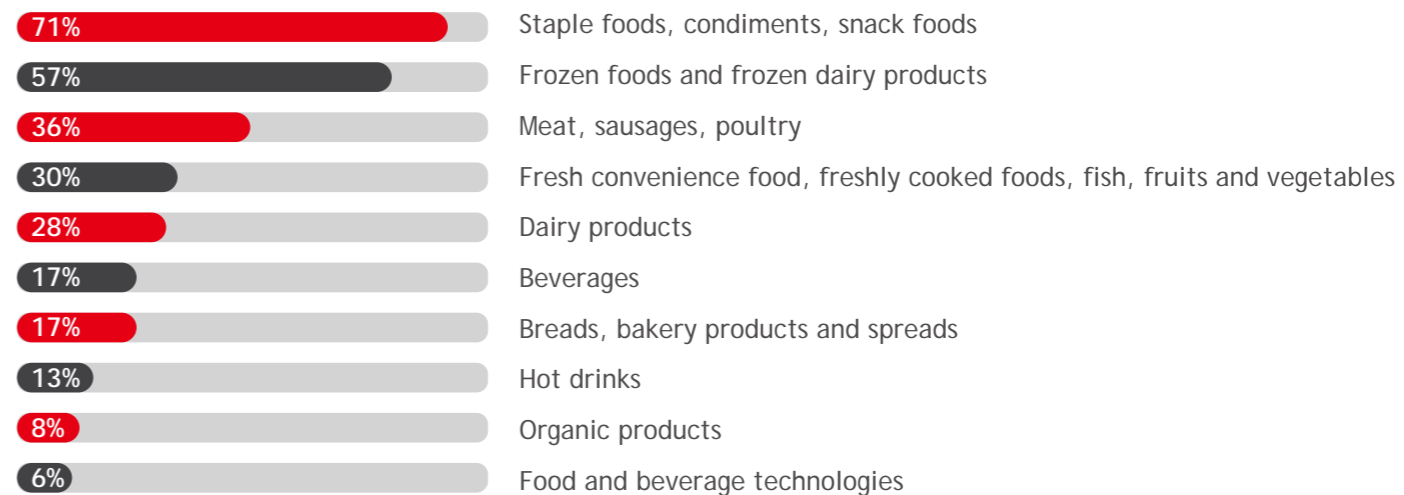 71% Staple foods, condiments, snack foods
57% Frozen foods and frozen dairy products
36% Meat, sausages, poultry
30% Fresh convenience food, freshly cooked foods, fish, fruits and vegetables
28% Dairy products
17% Beverages
17% Breads, bakery products and spreads
13% Hot drinks
8% Organic products
6% Food and beverage technologies